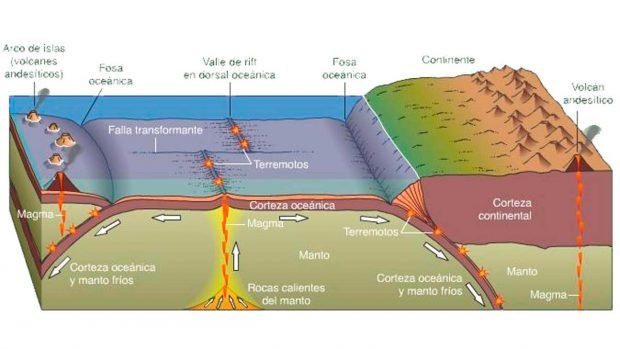 Arco de islas
(volcanes
andesíticos)
Fosa
oceánica
Valle de rift
en dorsal oceánica
Fosa
oceánica
Continente
Volcán
andesítico
Falla transformante
Terremotos
Magma
Corteza oceánica
Magma
Terremotos
Corteza
continental
Manto
Corteza oceánica
y manto fríos
Rocas calientes
del manto
Corteza oceánica
y manto fríos
Manto
Magma